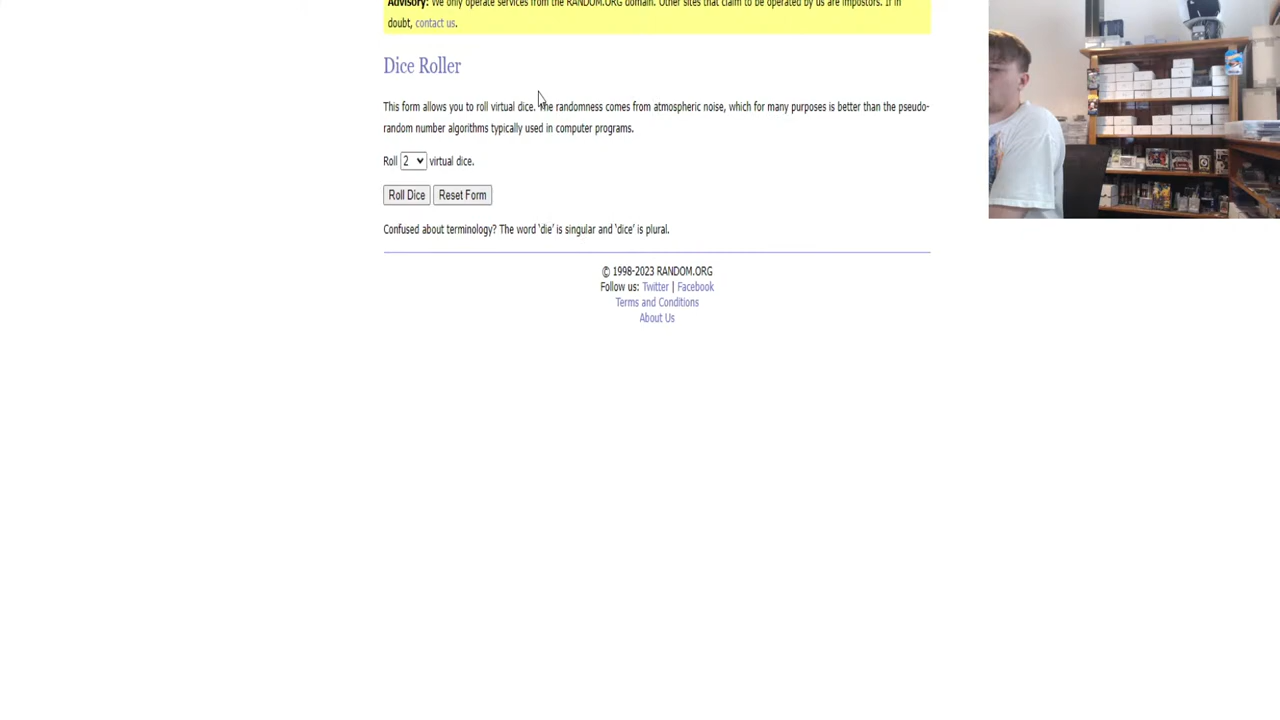 Advisory: We only operate services from the RANDOM.ORG domain. Other sites that claim to be operated by us are impostors. If in
doubt, contact us.
Dice Roller
This form allows you to roll virtual dice. The randomness comes from atmospheric noise, which for many purposes is better than the pseudo-
random number algorithms typically used in computer programs.
Roll 2 virtual dice.
Roll Dice Reset Form
Confused about terminology? The word ‘die’ is singular and ‘dice’ is plural.
© 1998-2023 RANDOM.ORG
Follow us: Twitter | Facebook
Terms and Conditions
About Us